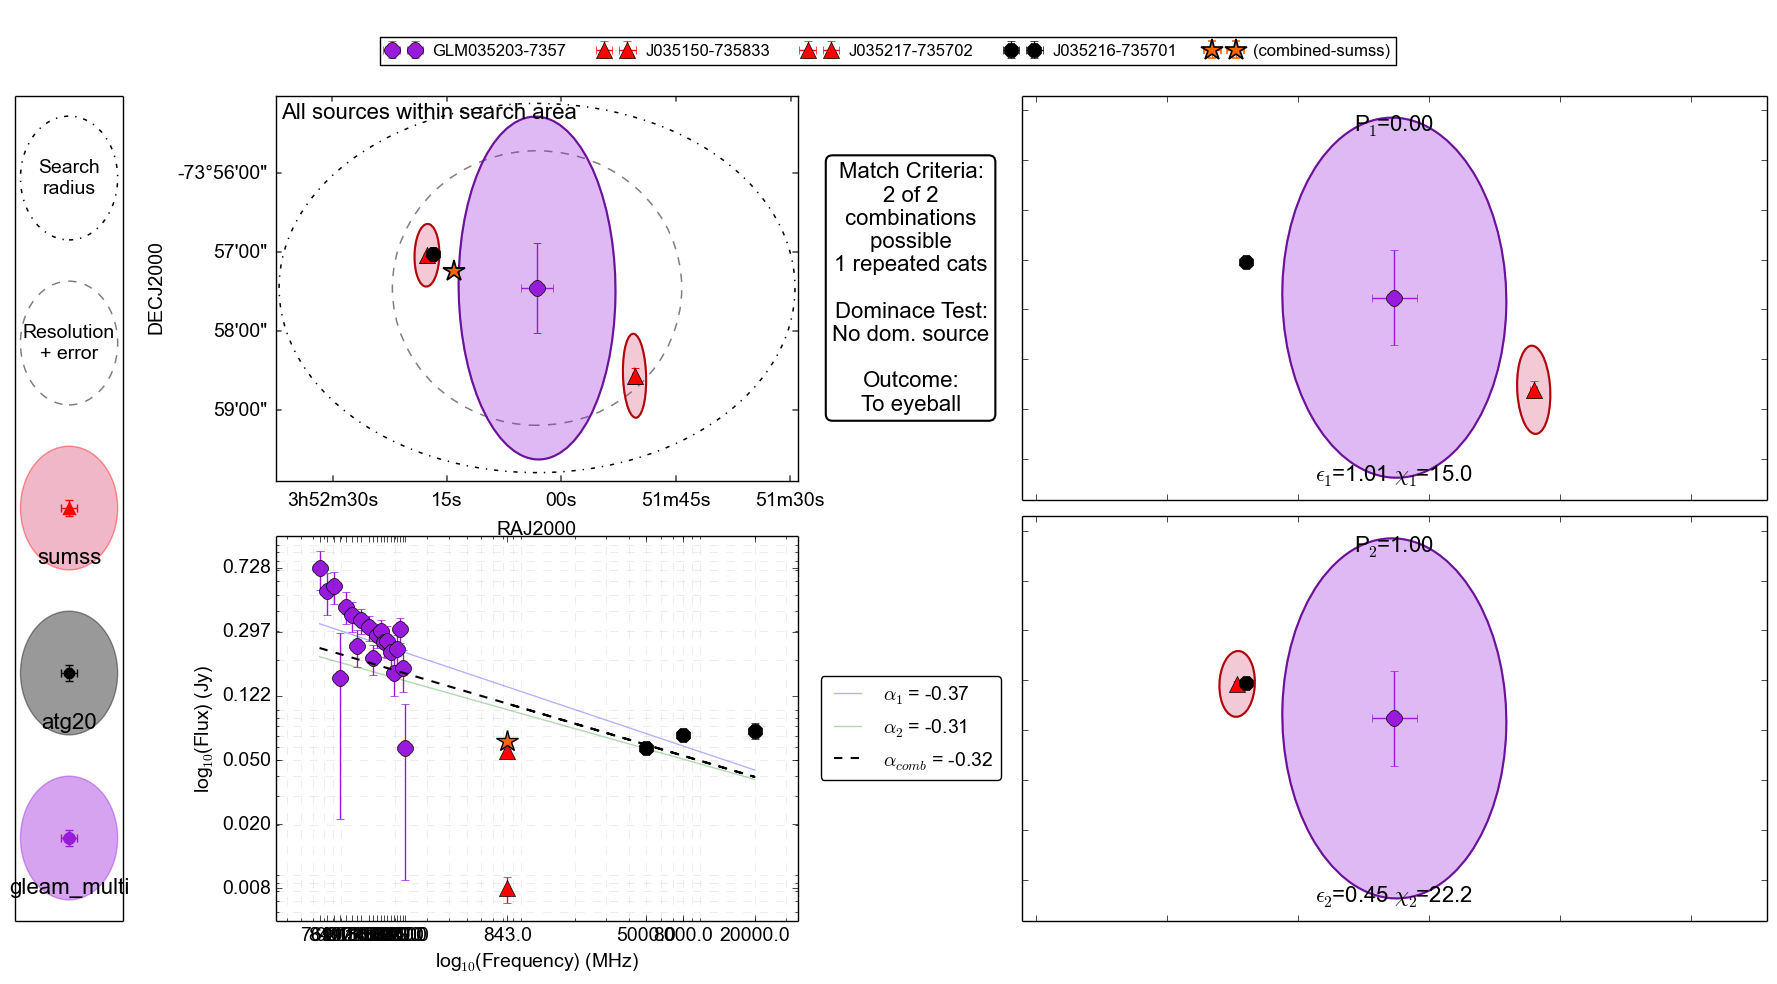 GLM035203-7357 J035150-735833 J035217-735702 J035216-735701 (combined-sumss)
Search
radius
Resolution
+ error
sumss
atg20
gleam_multi
All sources within search area
DECJ2000
-73°56'00"
57'00"
58'00"
59'00"
3h52m30s 15s 00s 51m45s 51m30s
RAJ2000
Match Criteria:
2 of 2
combinations
possible
1 repeated cats
Dominace Test:
No dom. source
Outcome:
To eyeball
P1=0.00
ϵ1=1.01 χ1=15.0
P2=1.00
ϵ2=0.45 χ2=22.2
log10(Flux) (Jy)
0.728
0.297
0.122
0.050
0.020
0.008
843.0 5000.0 8000.0 20000.0
log10(Frequency) (MHz)
α1 = -0.37
α2 = -0.31
αcomb = -0.32